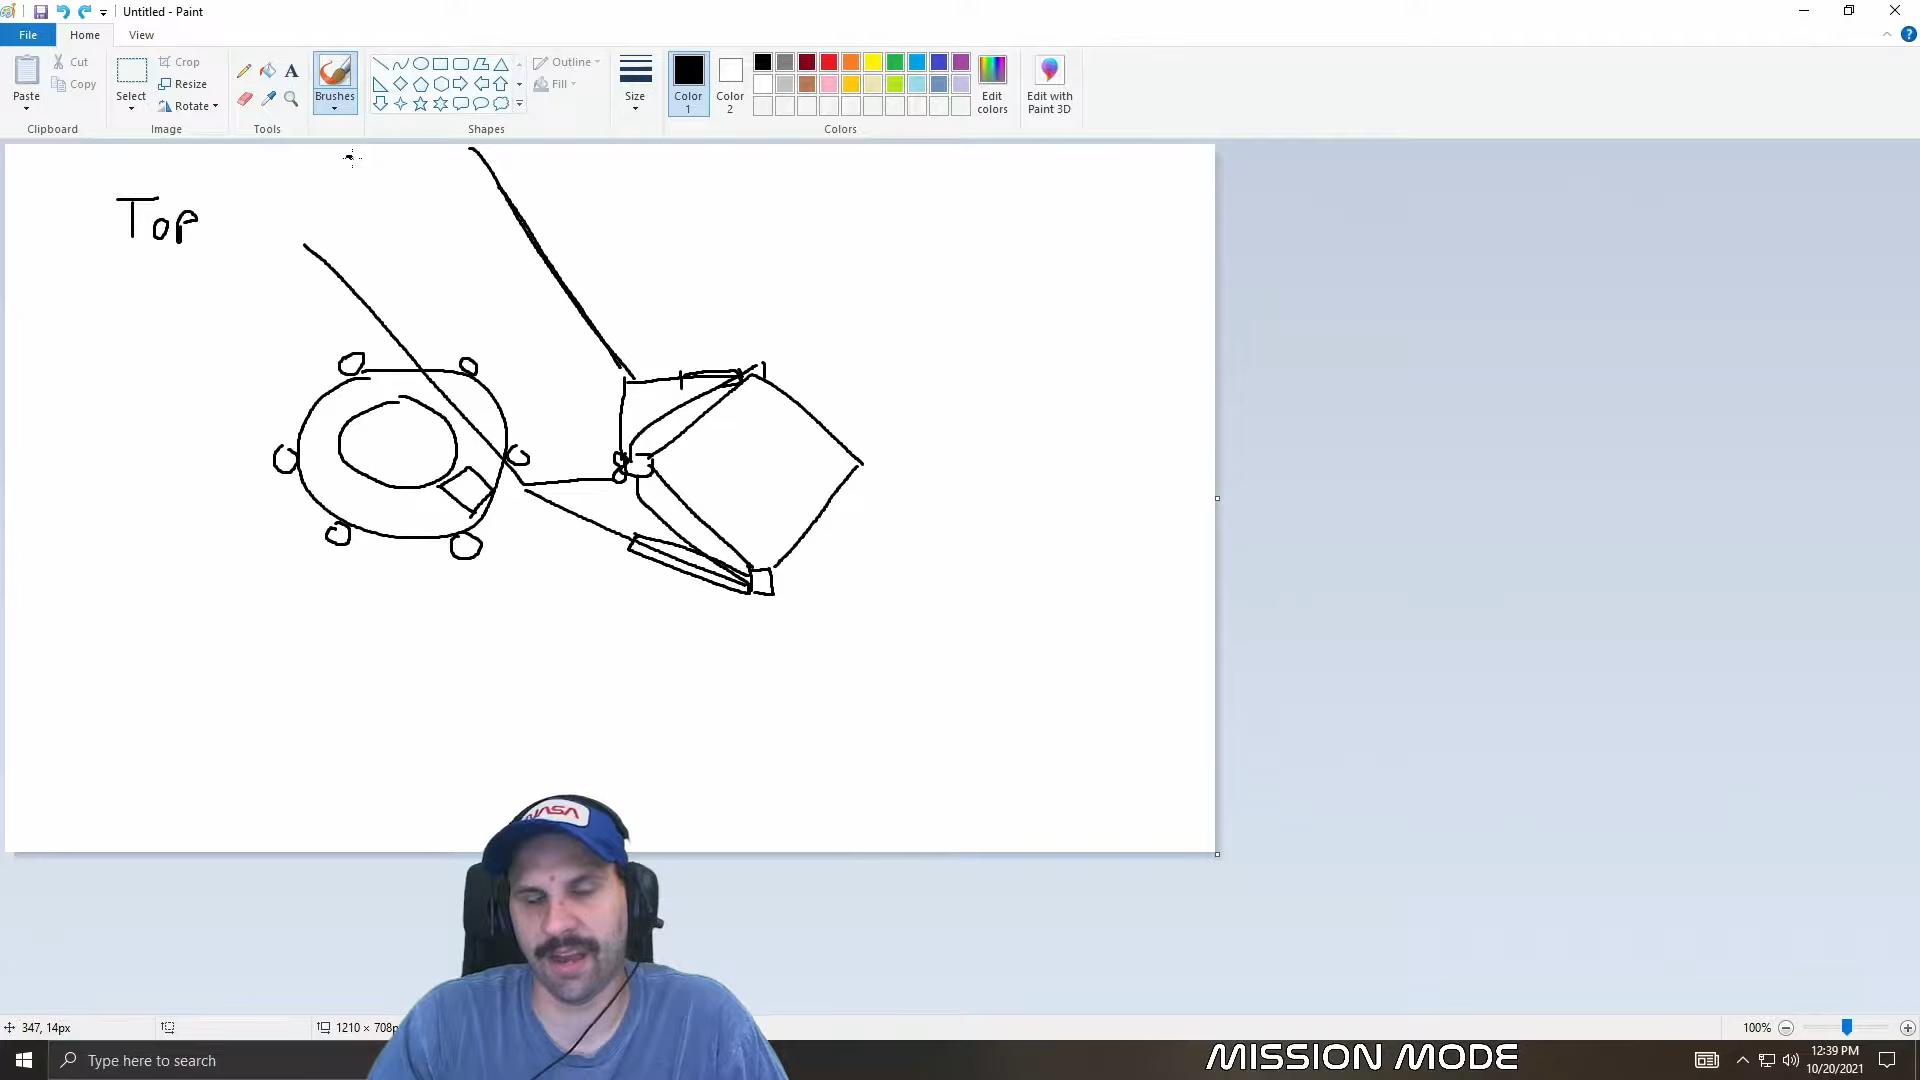 Untitled - Paint
File
Home
View
Paste
Cut
Copy
Clipboard
Select
Crop
Resize
Rotate
Image
Tools
Brushes
Shapes
Outline
Fill
Size
Color 1
Color 2
Edit colors
Edit with Paint 3D
Colors
Top
NASA
347, 14px
1210 × 708p
100%
Type here to search
MISSION MODE
12:39 PM
10/20/2021